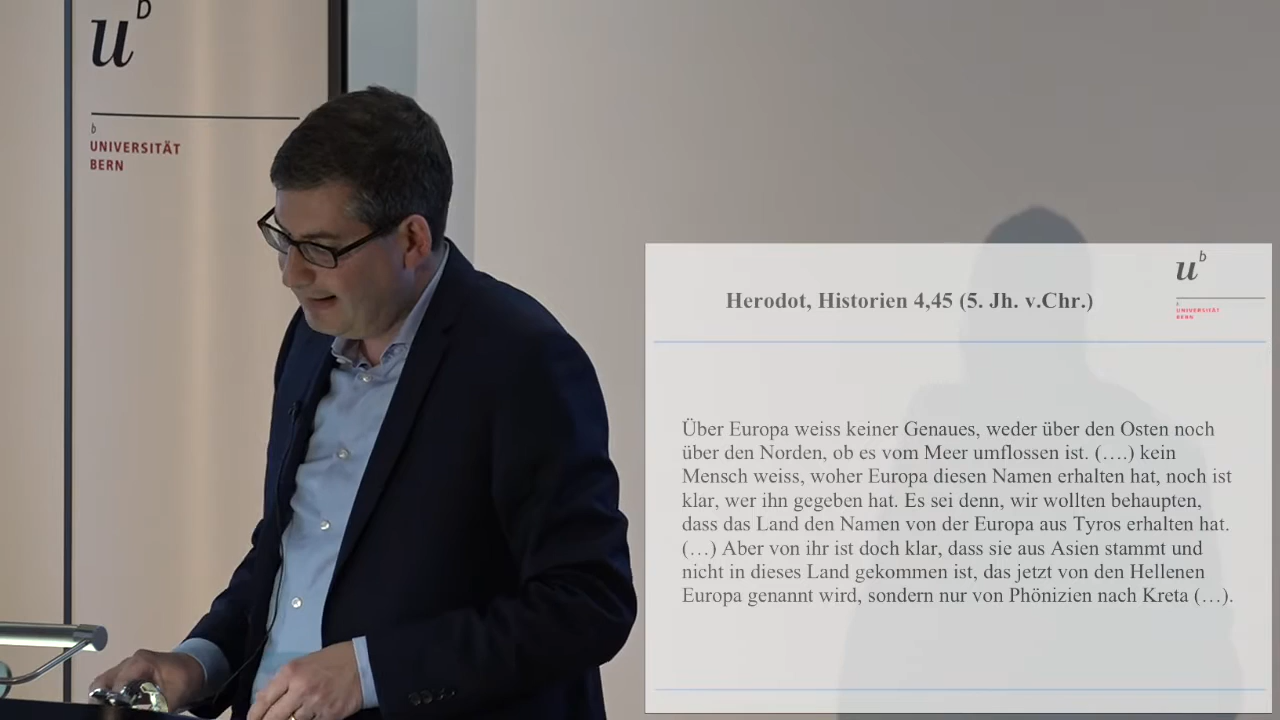 u b
b
UNIVERSITÄT
BERN
u b
b
UNIVERSITÄT
BERN
Herodot, Historien 4,45 (5. Jh. v.Chr.)
Über Europa weiss keiner Genaues, weder über den Osten noch
über den Norden, ob es vom Meer umflossen ist. (….) kein
Mensch weiss, woher Europa diesen Namen erhalten hat, noch ist
klar, wer ihn gegeben hat. Es sei denn, wir wollten behaupten,
dass das Land den Namen von der Europa aus Tyros erhalten hat.
(…) Aber von ihr ist doch klar, dass sie aus Asien stammt und
nicht in dieses Land gekommen ist, das jetzt von den Hellenen
Europa genannt wird, sondern nur von Phönizien nach Kreta (…).